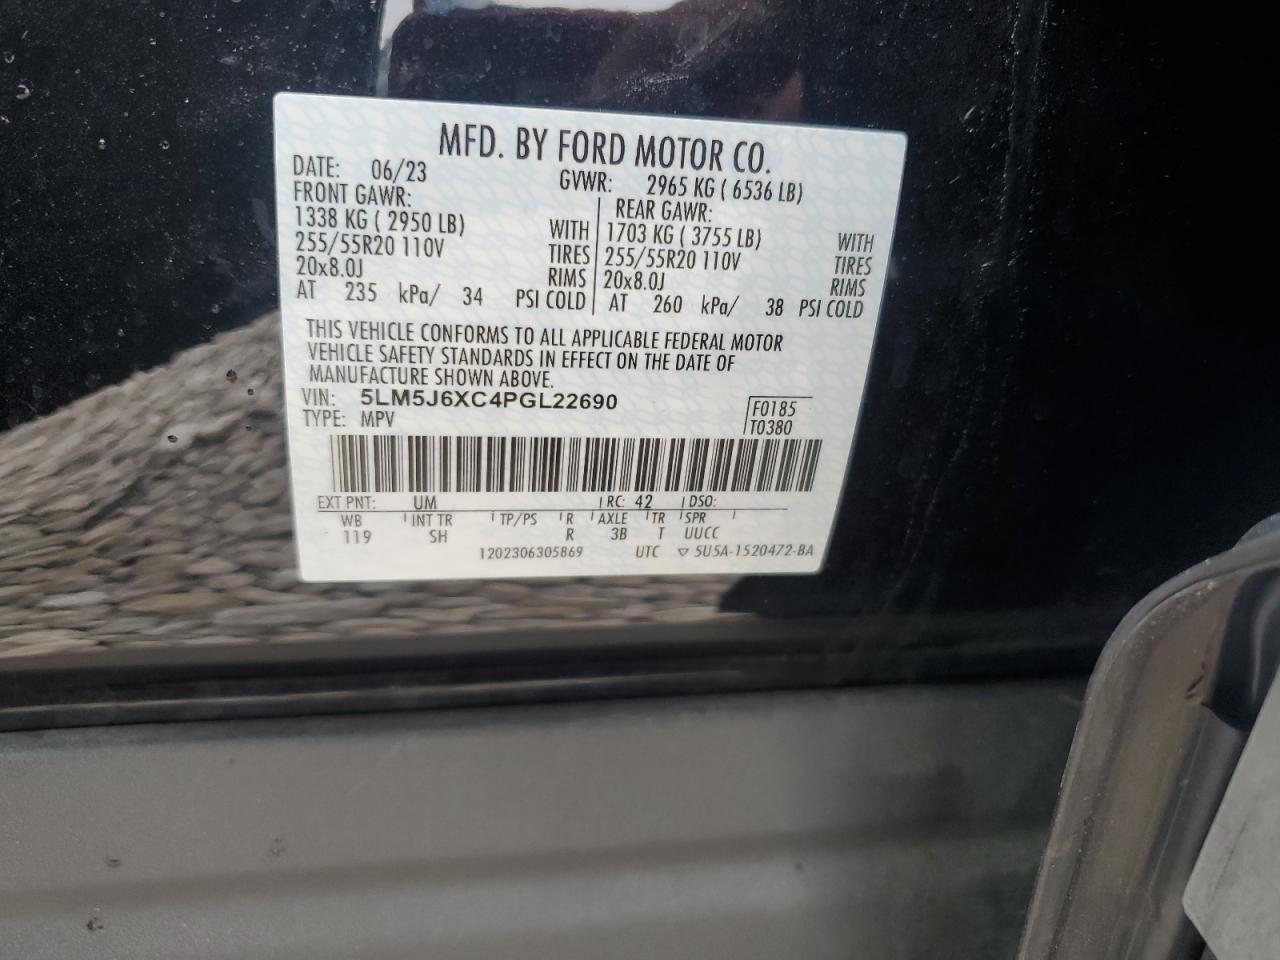 MFD. BY FORD MOTOR CO.
DATE: 06/23 GVWR: 2965 KG ( 6536 LB)
FRONT GAWR: REAR GAWR:
1338 KG ( 2950 LB) WITH 1703 KG ( 3755 LB) WITH
255/55R20 110V TIRES 255/55R20 110V TIRES
20x8.0J RIMS 20x8.0J RIMS
AT 235 kPa/ 34 PSI COLD AT 260 kPa/ 38 PSI COLD
THIS VEHICLE CONFORMS TO ALL APPLICABLE FEDERAL MOTOR
VEHICLE SAFETY STANDARDS IN EFFECT ON THE DATE OF
MANUFACTURE SHOWN ABOVE.
VIN: 5LM5J6XC4PGL22690 F0185
TYPE: MPV T0380
EXT PNT: UM RC: 42 DSO:
WB INT TR TP/PS R AXLE TR SPR
119 SH R 3B T UUCC
1202306305869 UTC ▽ 5U5A-1520472-BA